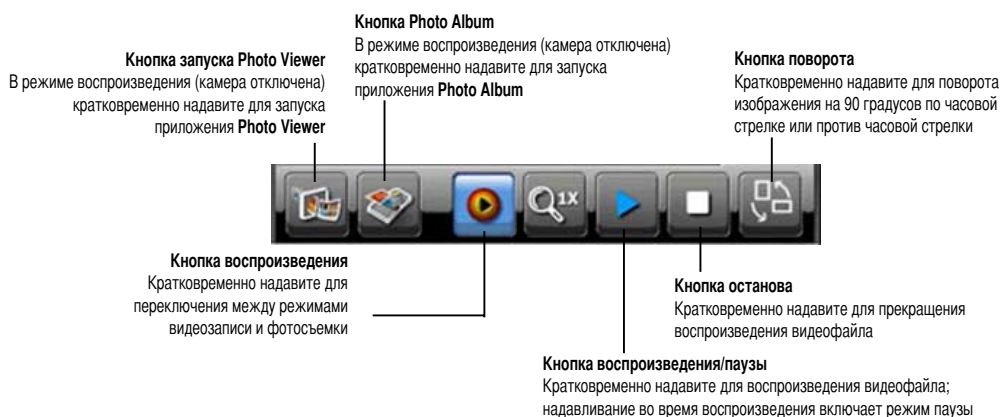 Кнопка запуска Photo Viewer
В режиме воспроизведения (камера отключена)
кратковременно надавите для запуска
приложения Photo Viewer
Кнопка Photo Album
В режиме воспроизведения (камера отключена)
кратковременно надавите для запуска
приложения Photo Album
Кнопка поворота
Кратковременно надавите для поворота
изображения на 90 градусов по часовой
стрелке или против часовой стрелки
1X
Кнопка воспроизведения
Кратковременно надавите для
переключения между режимами
видеозаписи и фотосъемки
Кнопка останова
Кратковременно надавите для прекращения
воспроизведения видеофайла
Кнопка воспроизведения/паузы
Кратковременно надавите для воспроизведения видеофайла;
надавливание во время воспроизведения включает режим паузы